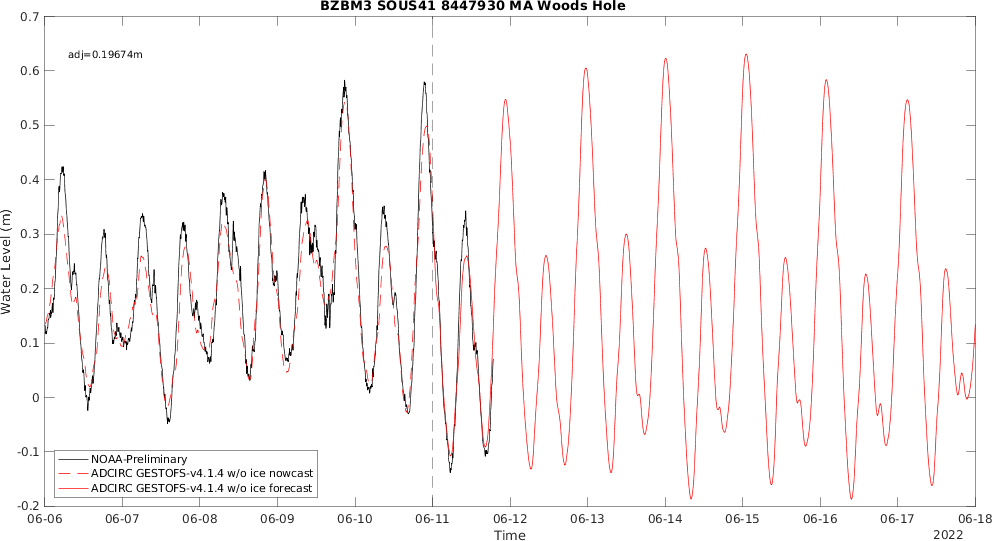 BZBM3 SOUS41 8447930 MA Woods Hole
adj=0.19674m
Water Level (m)
0.7
0.6
0.5
0.4
0.3
0.2
0.1
0
-0.1
-0.2
NOAA-Preliminary
ADCIRC GESTOFS-v4.1.4 w/o ice nowcast
ADCIRC GESTOFS-v4.1.4 w/o ice forecast
06-06 06-07 06-08 06-09 06-10 06-11 06-12 06-13 06-14 06-15 06-16 06-17 06-18
Time
2022